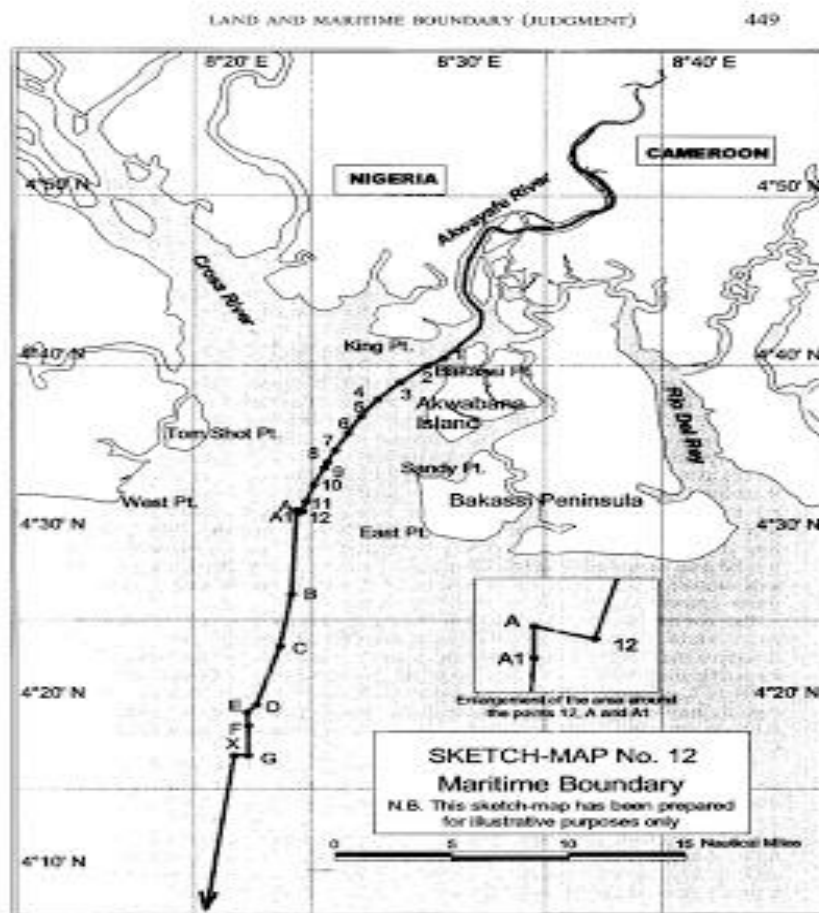 LAND AND MARITIME BOUNDARY (JUDGMENT) 449
8°20' E 8°30' E 8°40' E
NIGERIA
CAMEROON
4°50' N 4°50' N
Akwayafe River
Cross River
King Pt.
4°40' N 4°40' N
1
Bakassi Pt.
2
3
4
Akwabana
Island
5
6
Tom Shot Pt.
7
8
9
Rio Del Rey
Sandy Pt.
10
West Pt.
Bakassi Peninsula
A 11
A1 12
4°30' N 4°30' N
East Pt.
B
A
12
A1
C
4°20' N 4°20' N
Enlargement of the area around
the points 12, A and A1
E D
F
X G
SKETCH-MAP No. 12
Maritime Boundary
N.B. This sketch-map has been prepared
for illustrative purposes only
0 5 10 15 Nautical Miles
4°10' N